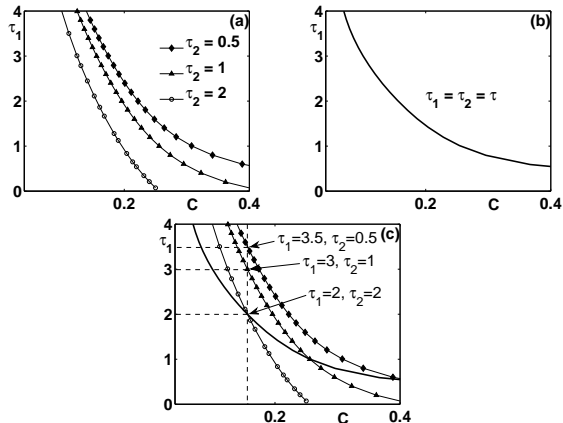 4
τ1
(a)
τ2 = 0.5
3
τ2 = 1
τ2 = 2
2
1
0
0.2
C
0.4
4
τ1
(b)
3
2
τ1 = τ2 = τ
1
0
0.2
C
0.4
4
τ1
(c)
τ1=3.5, τ2=0.5
3
τ1=3, τ2=1
τ1=2, τ2=2
2
1
0
0.2
C
0.4